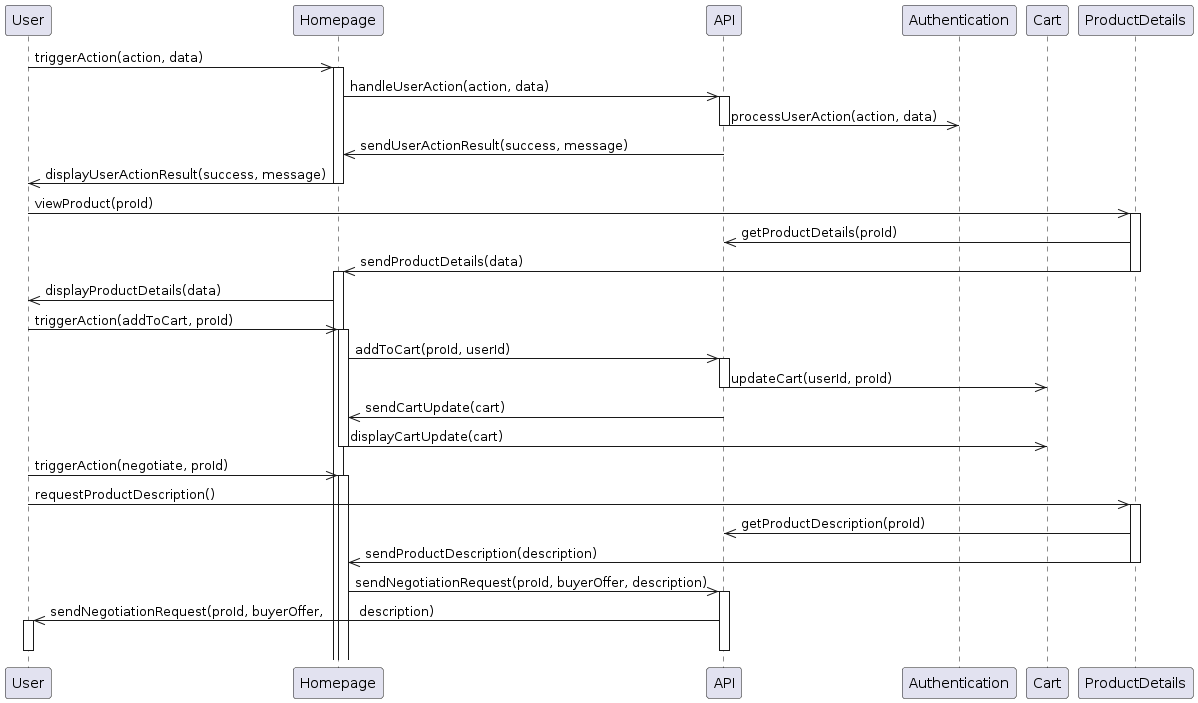 User Homepage API Authentication Cart ProductDetails
triggerAction(action, data)
handleUserAction(action, data)
processUserAction(action, data)
sendUserActionResult(success, message)
displayUserActionResult(success, message)
viewProduct(proId)
getProductDetails(proId)
sendProductDetails(data)
displayProductDetails(data)
triggerAction(addToCart, proId)
addToCart(proId, userId)
updateCart(userId, proId)
sendCartUpdate(cart)
displayCartUpdate(cart)
triggerAction(negotiate, proId)
requestProductDescription()
getProductDescription(proId)
sendProductDescription(description)
sendNegotiationRequest(proId, buyerOffer, description)
sendNegotiationRequest(proId, buyerOffer, description)
User Homepage API Authentication Cart ProductDetails